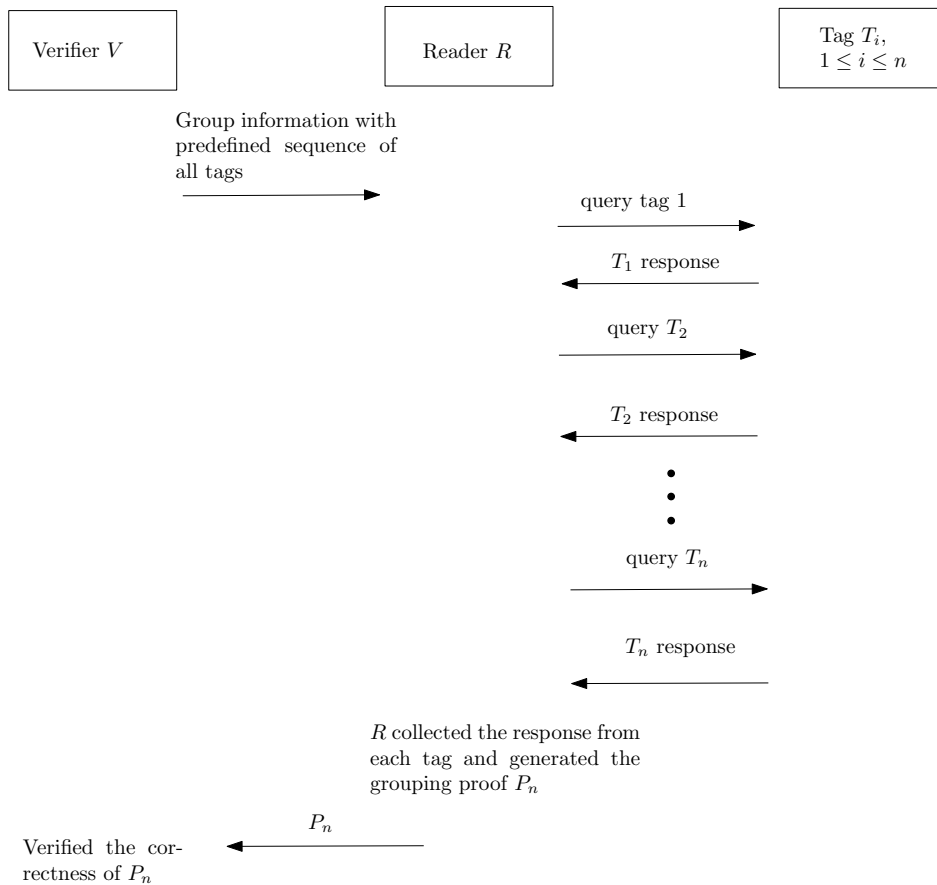 Verifier V
Reader R
Tag T_i,
1 ≤ i ≤ n
Group information with
predefined sequence of
all tags
query tag 1
T_1 response
query T_2
T_2 response
query T_n
T_n response
R collected the response from
each tag and generated the
grouping proof P_n
P_n
Verified the cor-
rectness of P_n